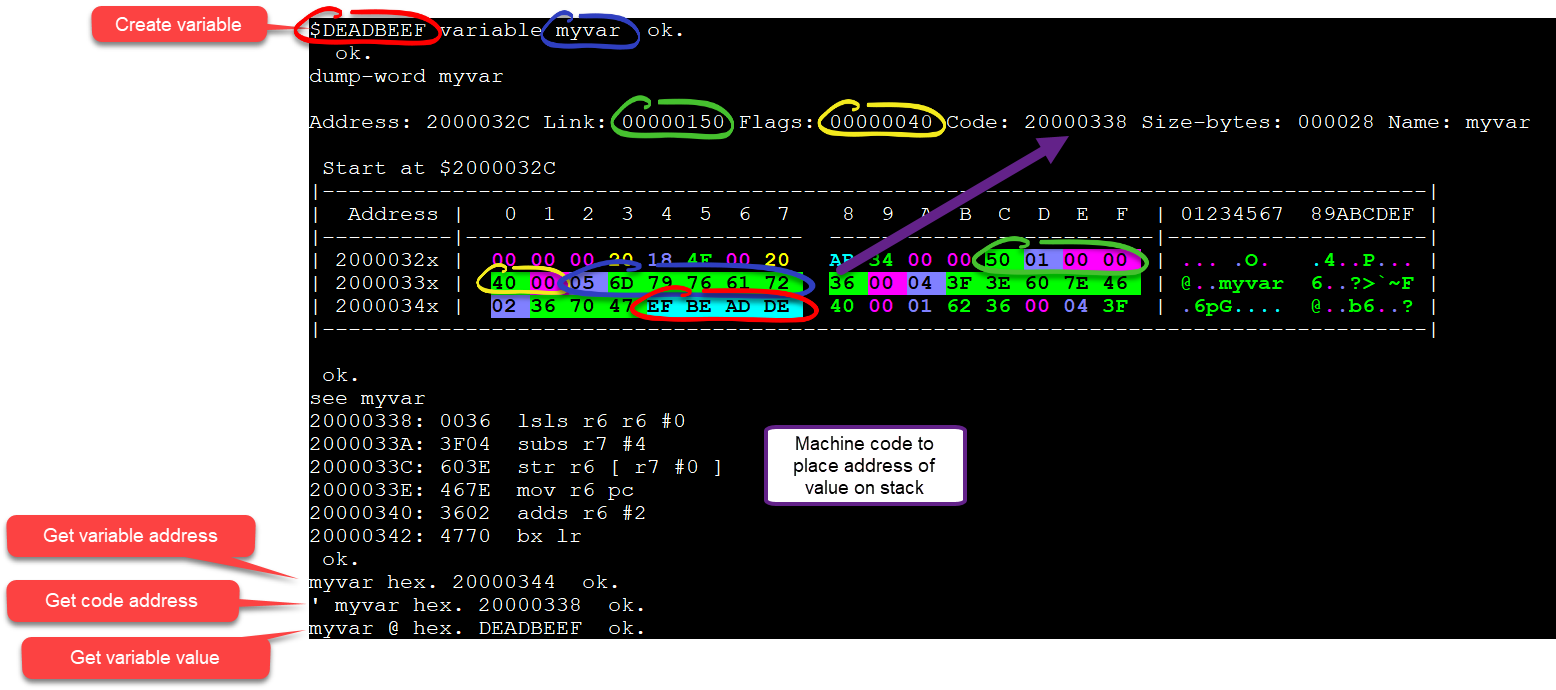 Create variable
$DEADBEEF variable myvar  ok.
  ok.
dump-word myvar
Address: 2000032C Link: 00000150 Flags: 00000040 Code: 20000338 Size-bytes: 000028 Name: myvar
 Start at $2000032C
|-------------------------------------------------------------------------------------|
|  Address |   0  1  2  3  4  5  6  7   8  9  A  B  C  D  E  F  | 01234567  89ABCDEF |
|----------|--------------------------  --------------------------|--------------------|
| 2000032x |  00 00 00 20 18 4F 00 20  AB 34 00 00 50 01 00 00 | ... .O.   .4..P... |
| 2000033x |  40 00 05 6D 79 76 61 72  36 00 04 3F 3E 60 7E 46 | @..myvar  6..?>`~F |
| 2000034x |  02 36 70 47 EF BE AD DE  40 00 01 62 36 00 04 3F | .6pG....  @..b6..? |
|-------------------------------------------------------------------------------------|
 ok.
see myvar
20000338: 0036  lsls r6 r6 #0
2000033A: 3F04  subs r7 #4
2000033C: 603E  str r6 [ r7 #0 ]
2000033E: 467E  mov r6 pc
20000340: 3602  adds r6 #2
20000342: 4770  bx lr
 ok.
Machine code to
place address of
value on stack
Get variable address
myvar hex. 20000344  ok.
Get code address
' myvar hex. 20000338  ok.
Get variable value
myvar @ hex. DEADBEEF  ok.